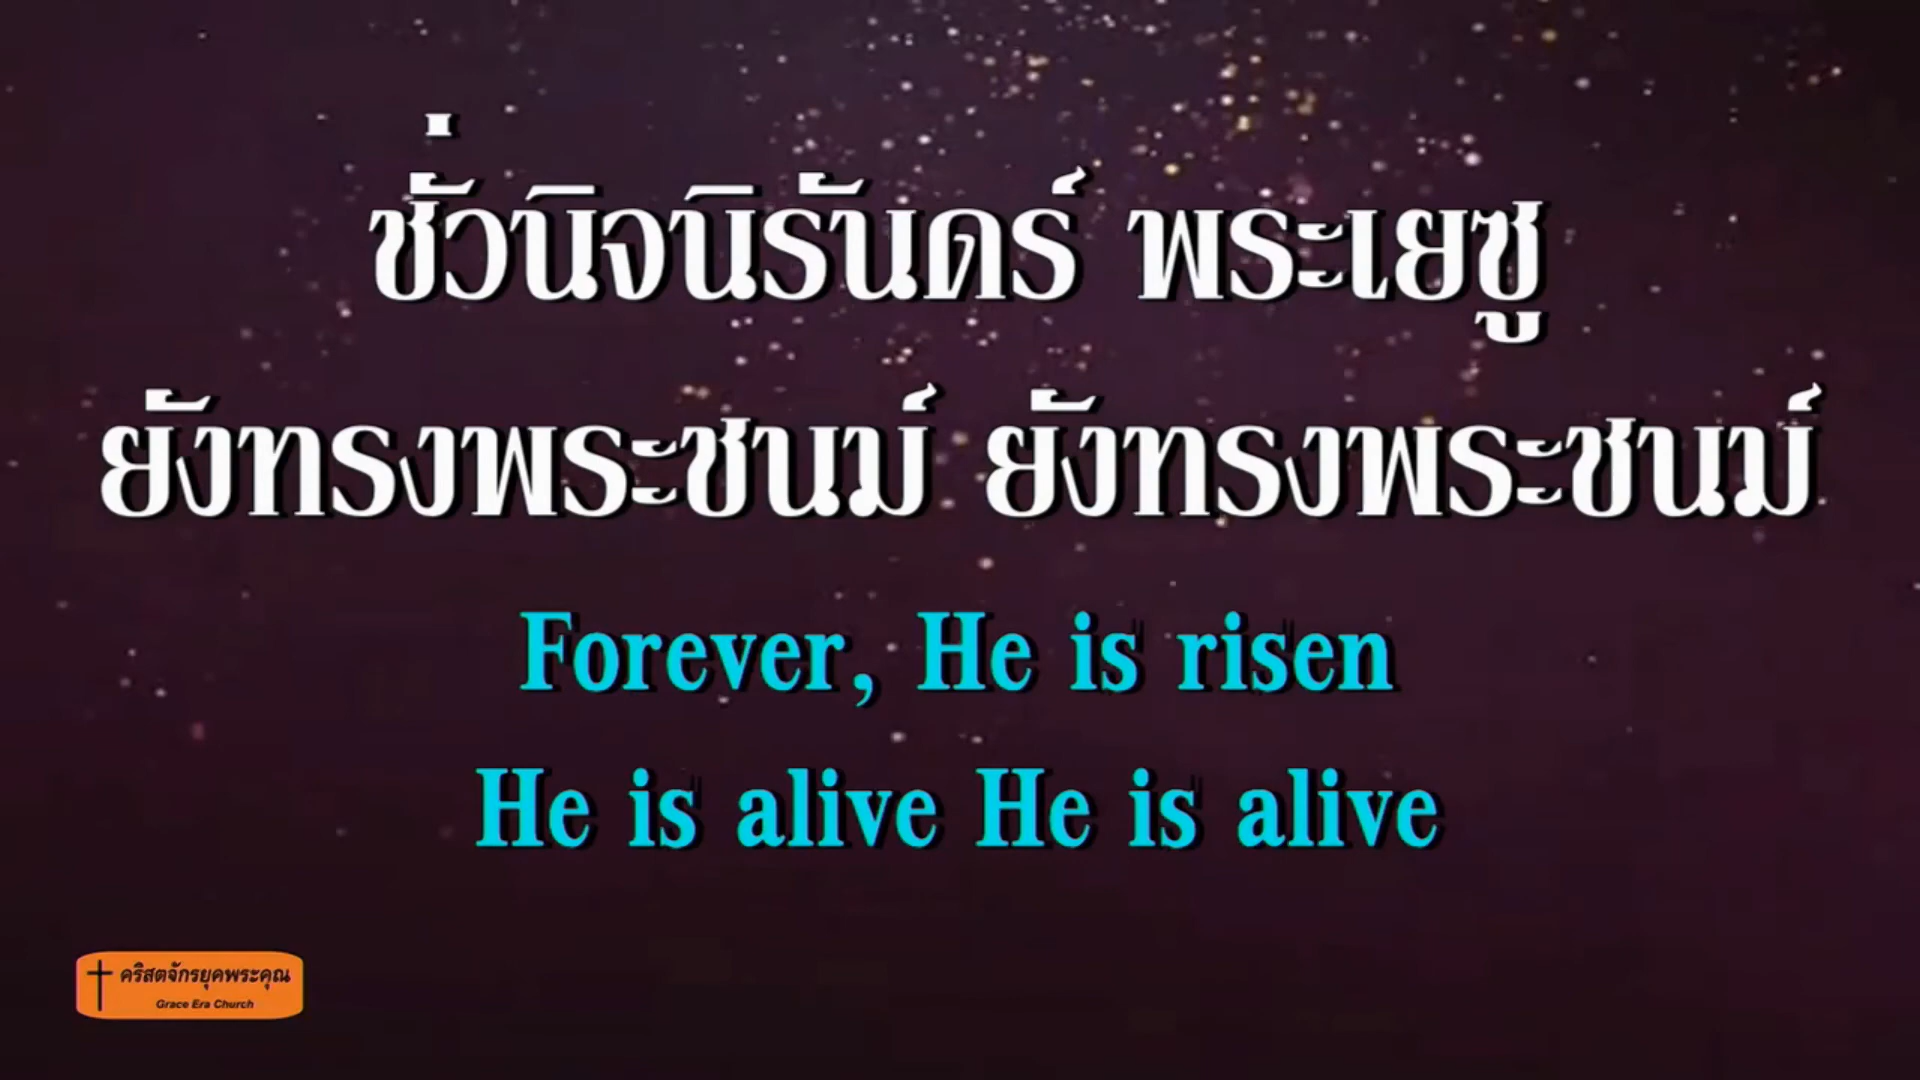 ชั่วนิจนิรันดร์ พระเยซู
ยังทรงพระชนม์ ยังทรงพระชนม์
Forever, He is risen
He is alive He is alive
คริสตจักรยุคพระคุณ
Grace Era Church